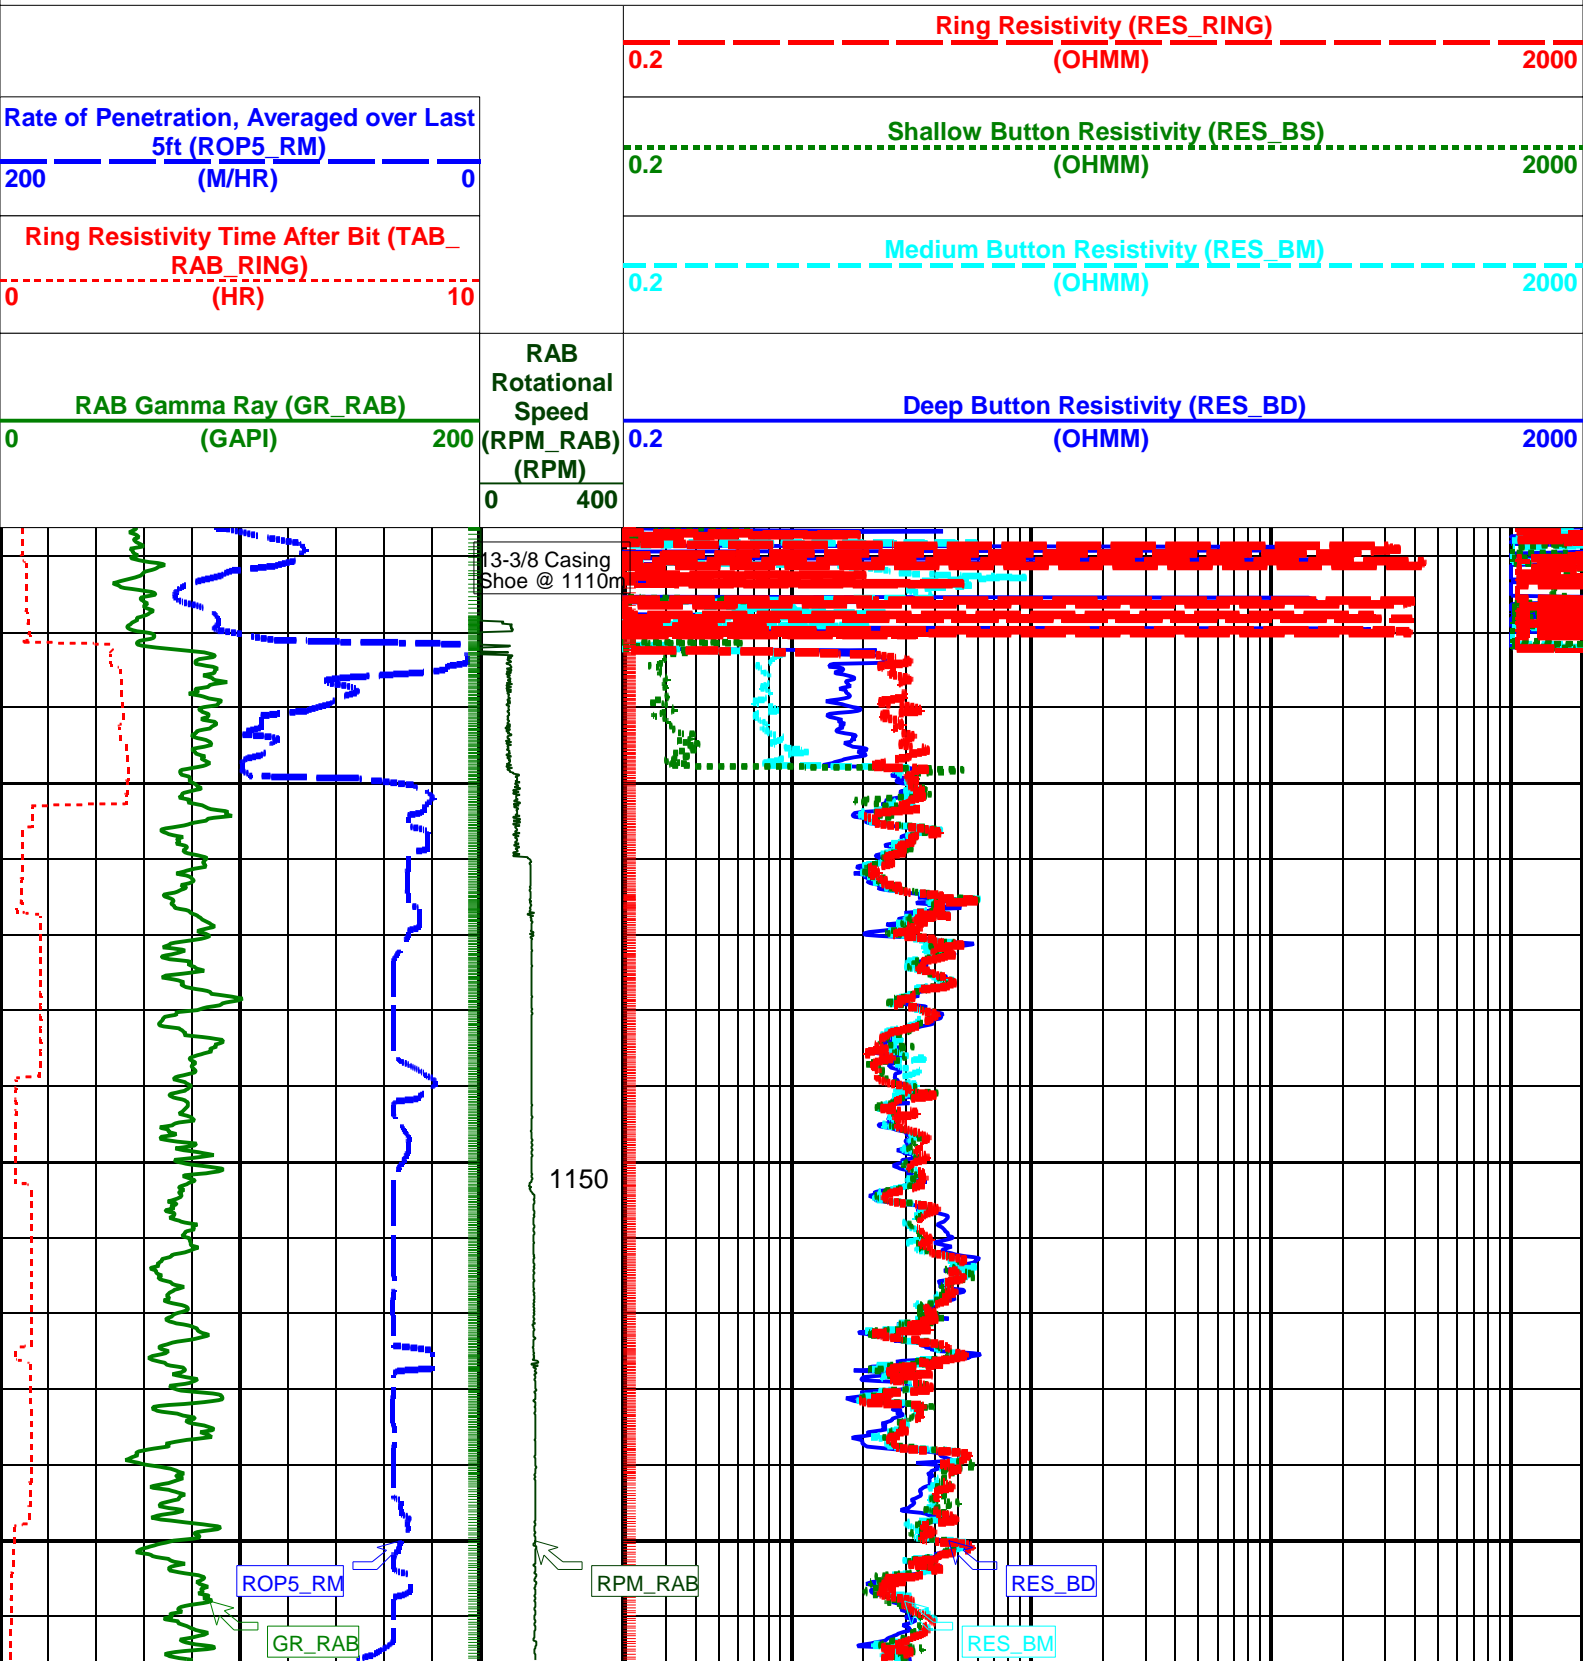 Ring Resistivity (RES_RING)
0.2 (OHMM) 2000
Rate of Penetration, Averaged over Last
5ft (ROP5_RM)
200 (M/HR) 0
Shallow Button Resistivity (RES_BS)
0.2 (OHMM) 2000
Ring Resistivity Time After Bit (TAB_
RAB_RING)
0 (HR) 10
Medium Button Resistivity (RES_BM)
0.2 (OHMM) 2000
RAB Gamma Ray (GR_RAB)
0 (GAPI) 200
RAB
Rotational
Speed
(RPM_RAB)
(RPM)
0 400
Deep Button Resistivity (RES_BD)
0.2 (OHMM) 2000
13-3/8 Casing
Shoe @ 1110m
1150
ROP5_RM
RPM_RAB
RES_BD
GR_RAB
RES_BM